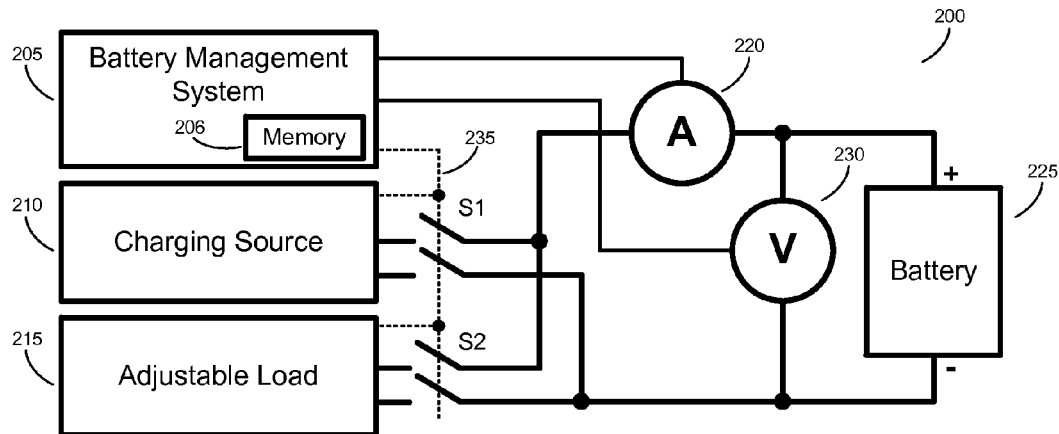 200
205
Battery Management
System
206
Memory
220
A
235
230
V
+
225
Battery
-
210
Charging Source
S1
215
Adjustable Load
S2